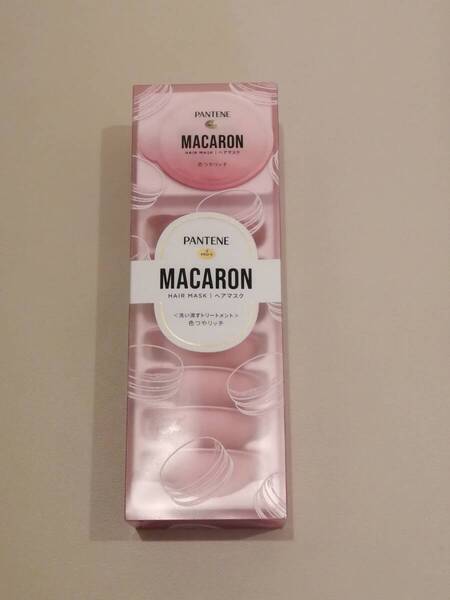 PANTENE
MACARON
HAIR MASK | ヘアマスク
色つやリッチ
PANTENE
PRO-V
MACARON
HAIR MASK | ヘアマスク
<洗い流すトリートメント>
色つやリッチ